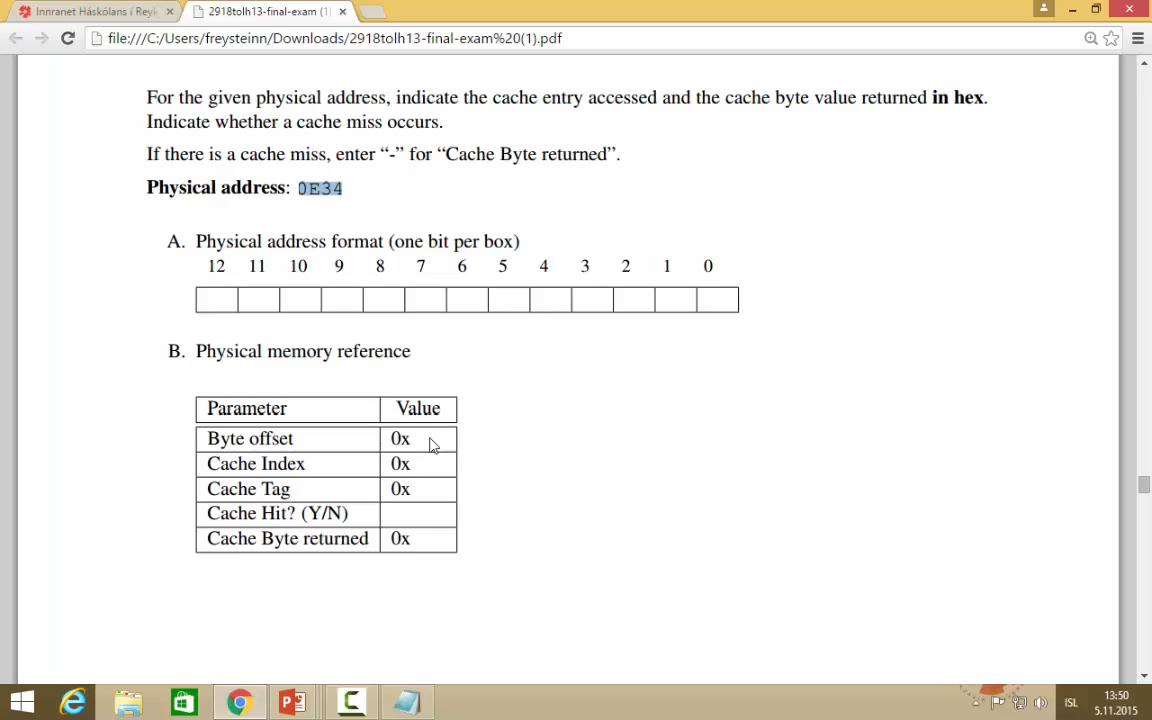 Innranet Háskólans í Reyk
2918tolh13-final-exam (1)
file:///C:/Users/freysteinn/Downloads/2918tolh13-final-exam%20(1).pdf
For the given physical address, indicate the cache entry accessed and the cache byte value returned in hex.
Indicate whether a cache miss occurs.
If there is a cache miss, enter “-” for “Cache Byte returned”.
Physical address: 0E34
A. Physical address format (one bit per box)
12 11 10 9 8 7 6 5 4 3 2 1 0
B. Physical memory reference
Parameter Value
Byte offset 0x
Cache Index 0x
Cache Tag 0x
Cache Hit? (Y/N)
Cache Byte returned 0x
ISL
13:50
5.11.2015